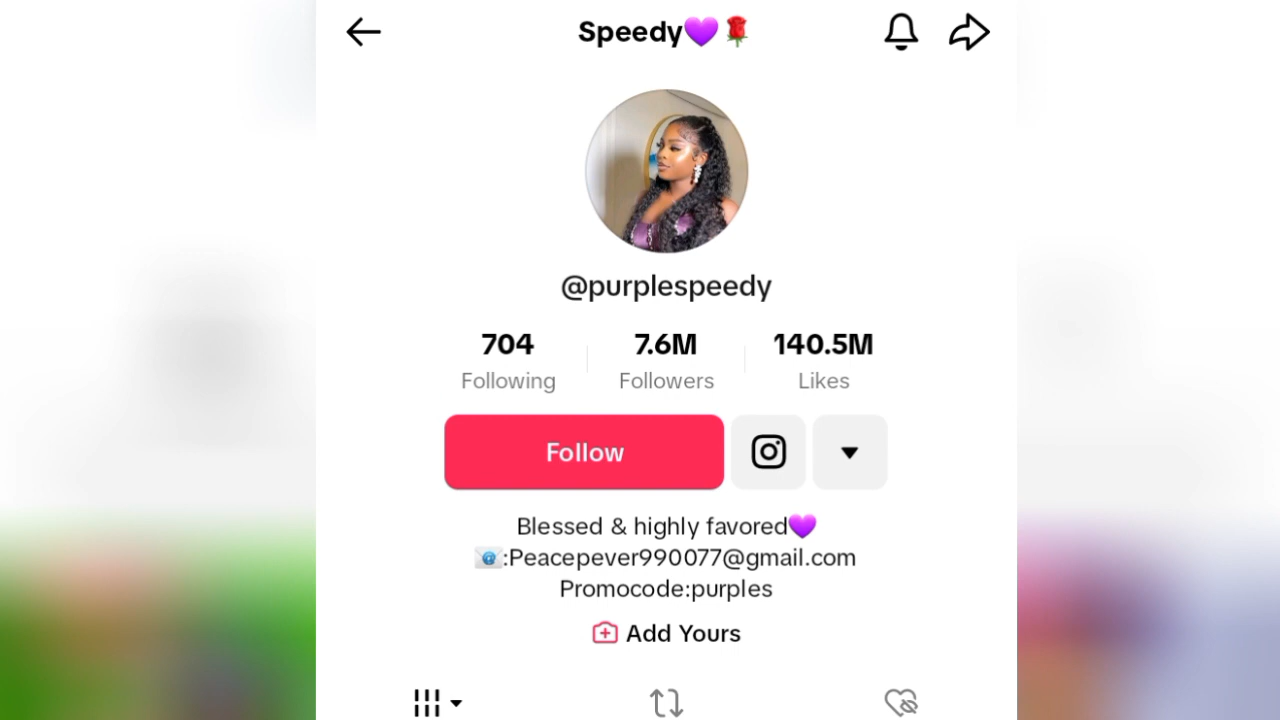 Speedy💜🌹
@purplespeedy
704 7.6M 140.5M
Following Followers Likes
Follow
Blessed & highly favored💜
📧:Peacepever990077@gmail.com
Promocode:purples
Add Yours